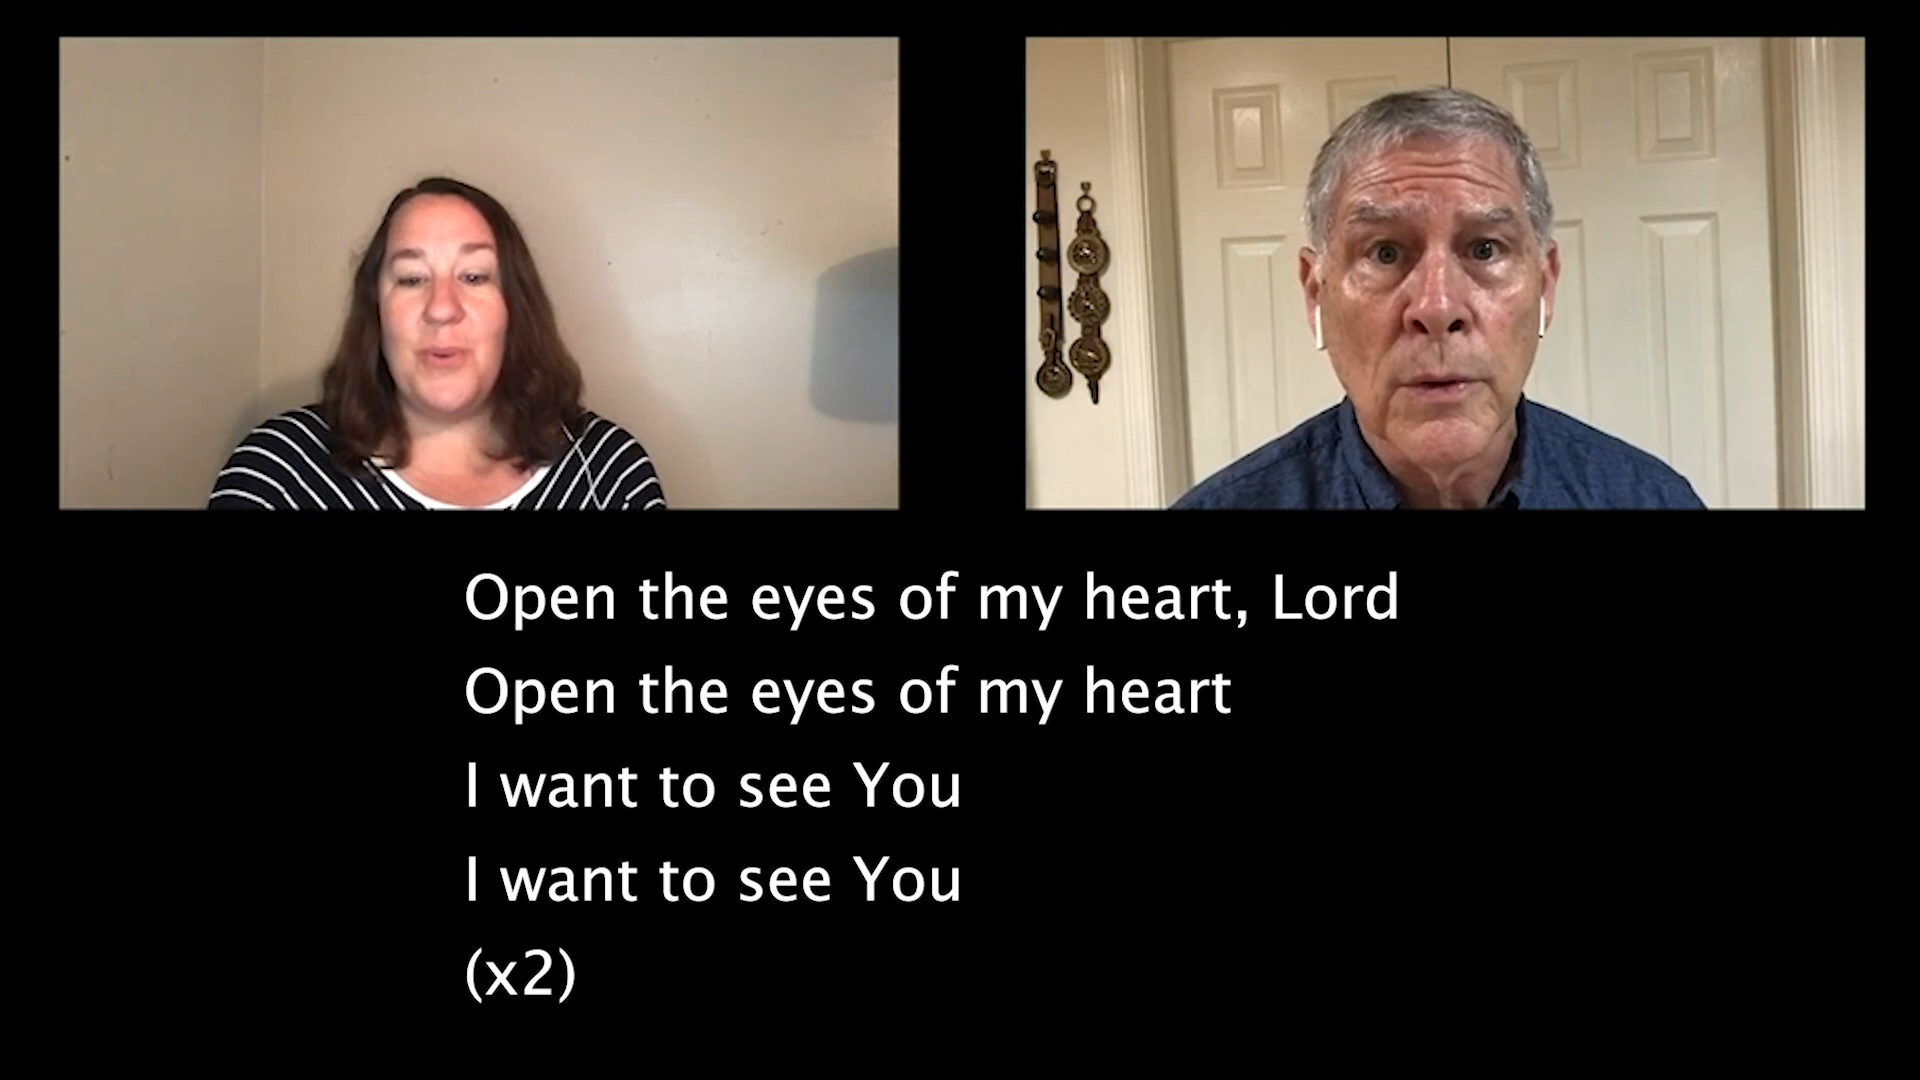 Open the eyes of my heart, Lord
Open the eyes of my heart
I want to see You
I want to see You
(x2)